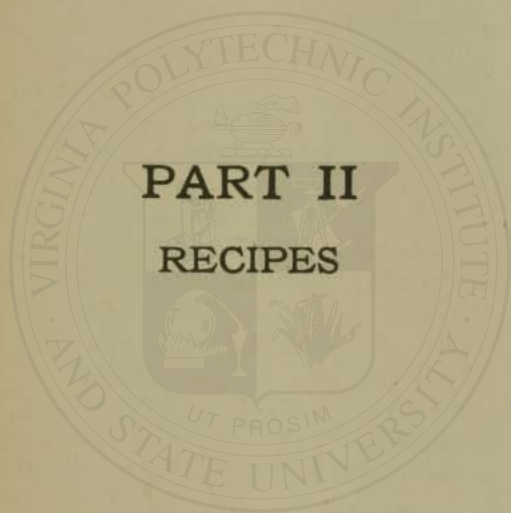 PART II
RECIPES
VIRGINIA POLYTECHNIC INSTITUTE
AND STATE UNIVERSITY
UT PROSIM